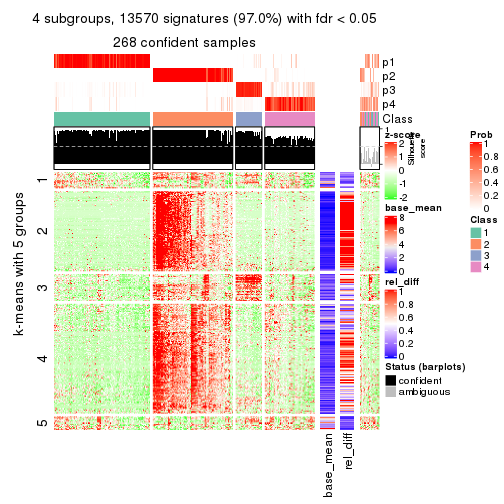 4 subgroups, 13570 signatures (97.0%) with fdr < 0.05
268 confident samples
p1
p2
p3
p4
Class
1
0
Silhouette
score
k-means with 5 groups
1
2
3
4
5
base_mean
rel_diff
z-score
2
1
0
-1
-2
base_mean
8
6
4
2
0
rel_diff
1
0.8
0.6
0.4
0.2
0
Status (barplots)
confident
ambiguous
Prob
1
0.8
0.6
0.4
0.2
0
Class
1
2
3
4